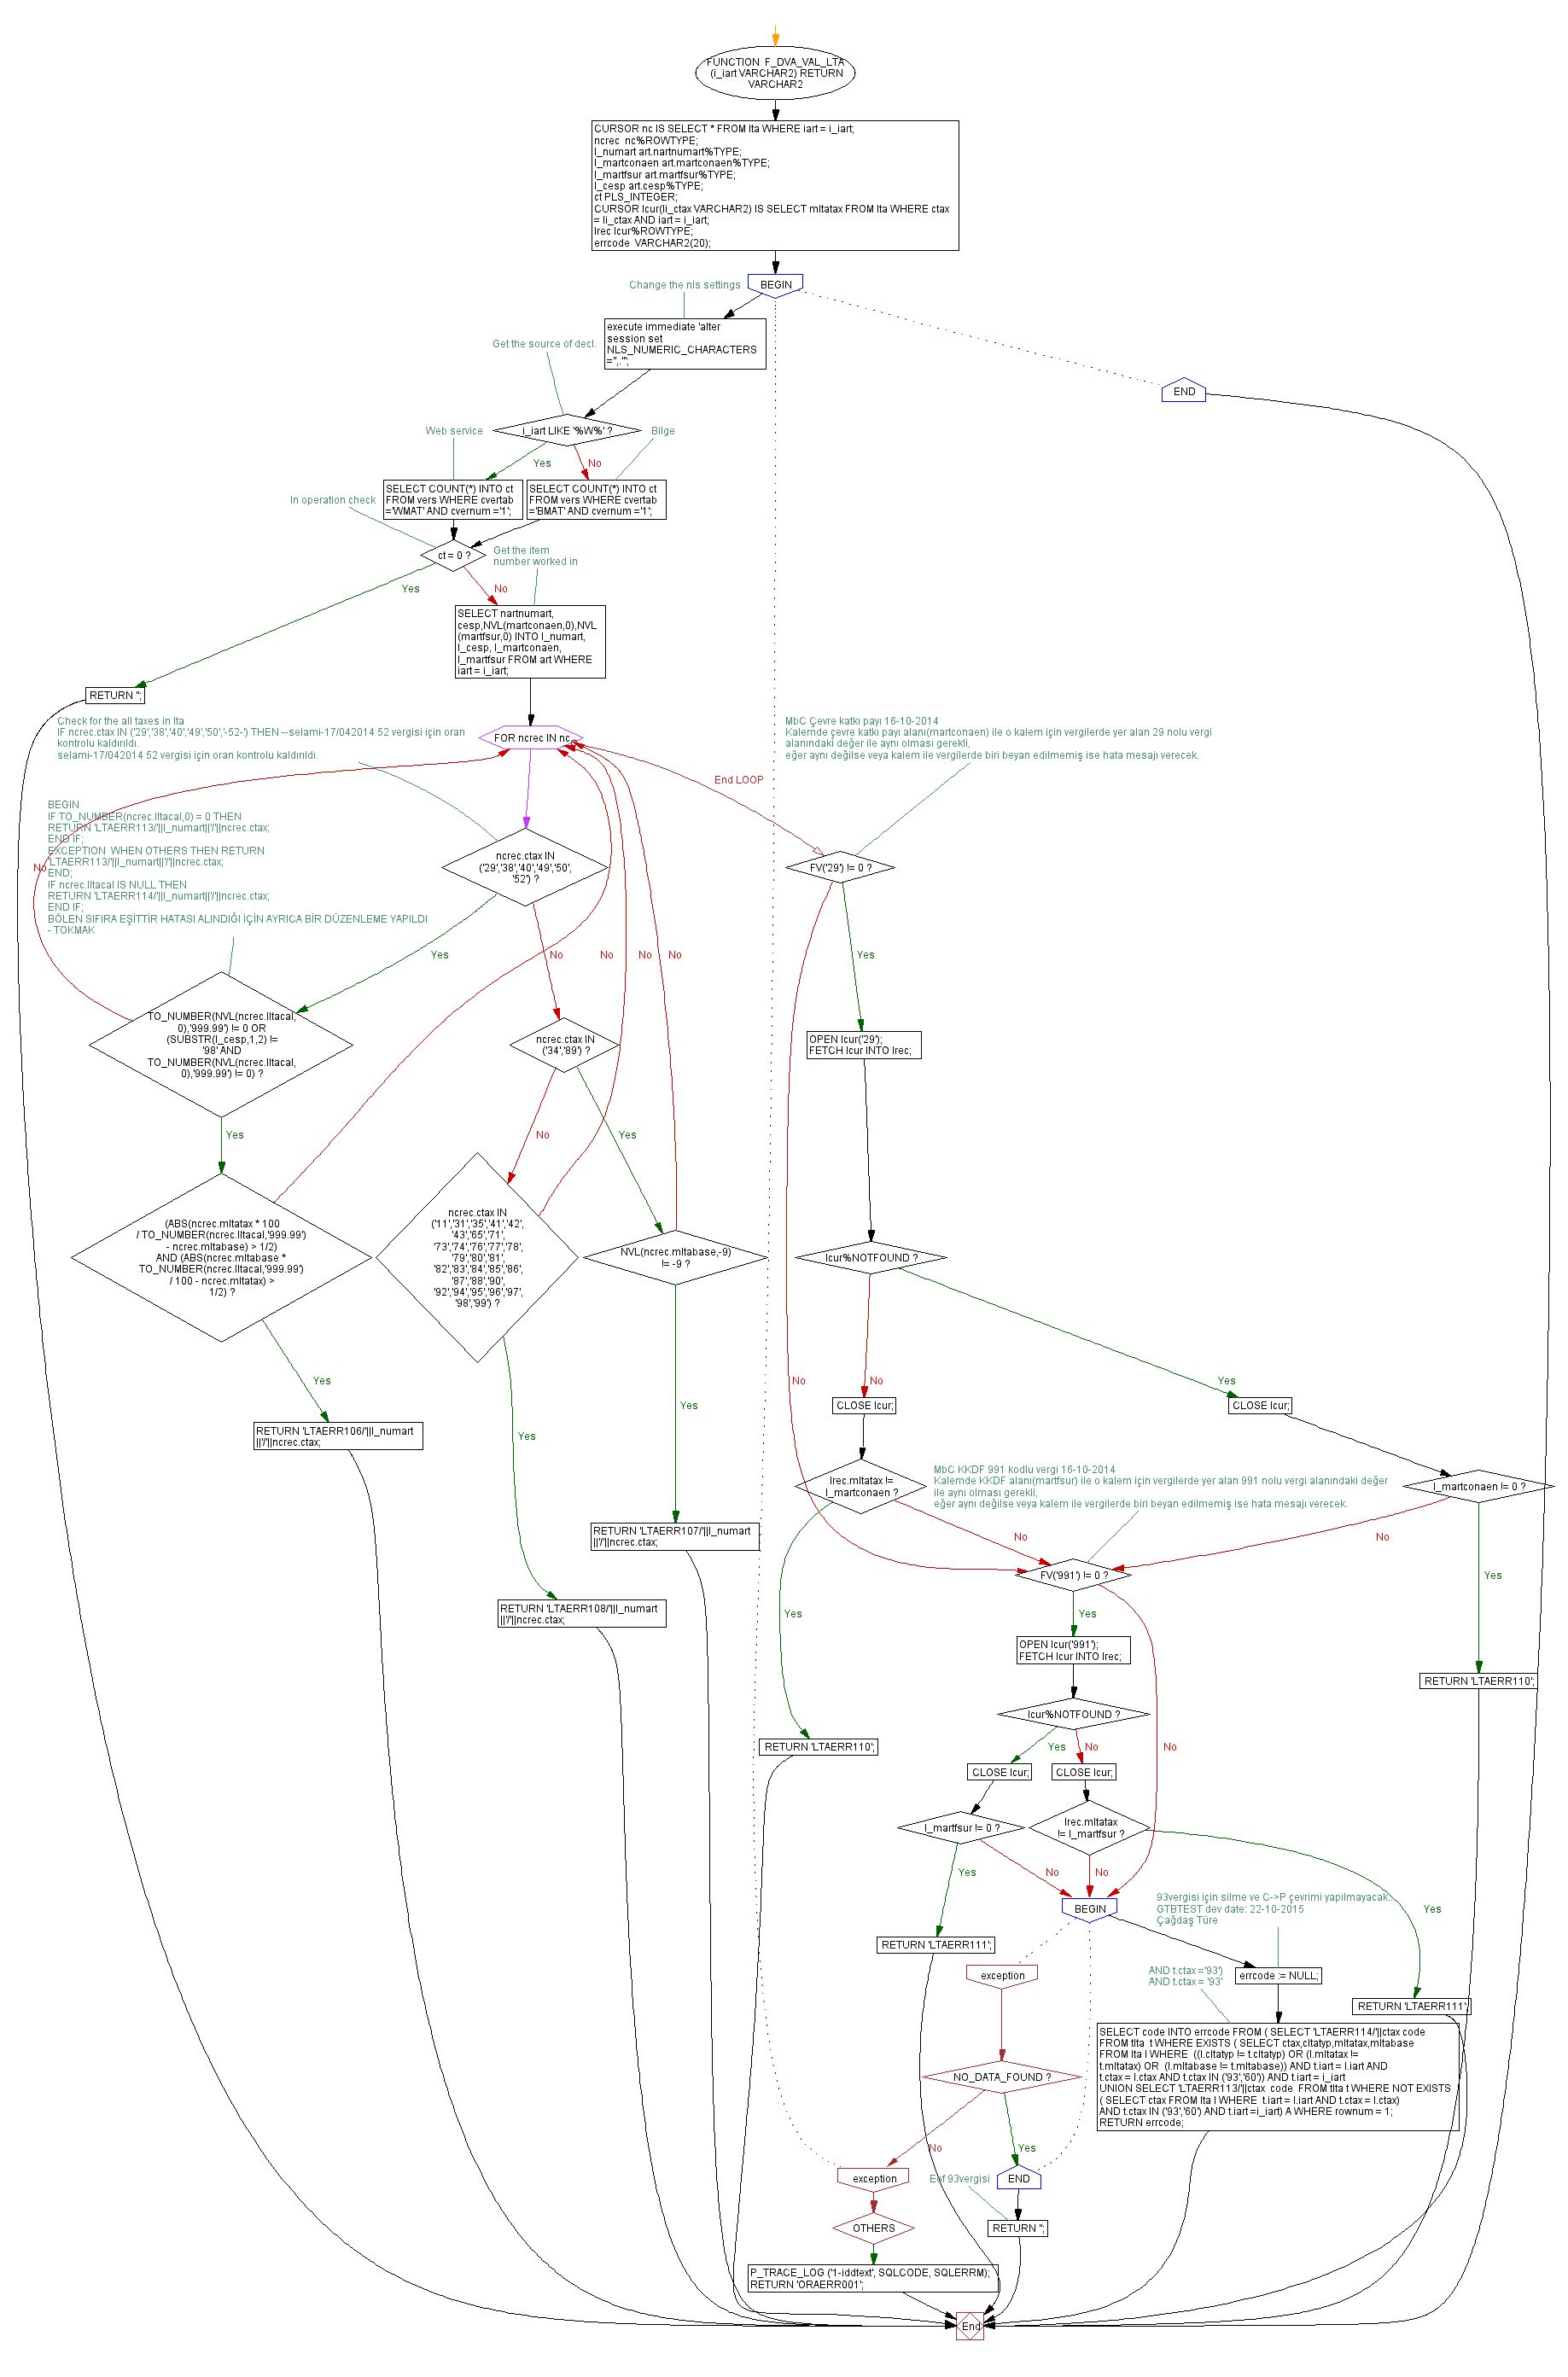 FUNCTION F_DVA_VAL_LTA
(i_iart VARCHAR2) RETURN
VARCHAR2
CURSOR nc IS SELECT * FROM lta WHERE iart = i_iart;
ncrec nc%ROWTYPE;
l_numart art.nartnumart%TYPE;
l_martconaen art.martconaen%TYPE;
l_martfsur art.martfsur%TYPE;
l_cesp art.cesp%TYPE;
ct PLS_INTEGER;
CURSOR lcur(li_ctax VARCHAR2) IS SELECT mltatax FROM lta WHERE ctax
= li_ctax AND iart = i_iart;
lrec lcur%ROWTYPE;
errcode VARCHAR2(20);
Change the nls settings
BEGIN
execute immediate 'alter
session set
NLS_NUMERIC_CHARACTERS
='',.''';
Get the source of decl.
END
i_iart LIKE '%W%' ?
Web service
Bilge
Yes
No
SELECT COUNT(*) INTO ct
FROM vers WHERE cvertab
='WMAT' AND cvernum ='1';
SELECT COUNT(*) INTO ct
FROM vers WHERE cvertab
='BMAT' AND cvernum ='1';
In operation check
ct = 0 ?
Get the item
number worked in
Yes
No
SELECT nartnumart,
cesp,NVL(martconaen,0),NVL
(martfsur,0) INTO l_numart,
l_cesp, l_martconaen,
l_martfsur FROM art WHERE
iart = i_iart;
RETURN '';
Check for the all taxes in lta
IF ncrec.ctax IN ('29','38','40','49','50','-52-') THEN --selami-17/042014 52 vergisi için oran
kontrolu kaldırıldı.
selami-17/042014 52 vergisi için oran kontrolu kaldırıldı.
FOR ncrec IN nc
MbC Çevre katkı payı 16-10-2014
Kalemde çevre katkı payı alanı(martconaen) ile o kalem için vergilerde yer alan 29 nolu vergi
alanındaki değer ile aynı olması gerekli,
eğer aynı değilse veya kalem ile vergilerde biri beyan edilmemiş ise hata mesajı verecek.
End LOOP
BEGIN
IF TO_NUMBER(ncrec.lltacal,0) = 0 THEN
RETURN 'LTAERR113/'||l_numart||'/'||ncrec.ctax;
END IF;
EXCEPTION WHEN OTHERS THEN RETURN
'LTAERR113/'||l_numart||'/'||ncrec.ctax;
END;
IF ncrec.lltacal IS NULL THEN
RETURN 'LTAERR114/'||l_numart||'/'||ncrec.ctax;
END IF;
BÖLEN SIFIRA EŞİTTİR HATASI ALINDIĞI İÇİN AYRICA BİR DÜZENLEME YAPILDI
- TOKMAK
No
ncrec.ctax IN
('29','38','40','49','50',
'52') ?
FV('29') != 0 ?
Yes
No
No
No
No
Yes
TO_NUMBER(NVL(ncrec.lltacal,
0),'999.99') != 0 OR
(SUBSTR(l_cesp,1,2) !=
'98' AND
TO_NUMBER(NVL(ncrec.lltacal,
0),'999.99') != 0) ?
ncrec.ctax IN
('34','89') ?
OPEN lcur('29');
FETCH lcur INTO lrec;
Yes
No
Yes
(ABS(ncrec.mltatax * 100
/ TO_NUMBER(ncrec.lltacal,'999.99')
- ncrec.mltabase) > 1/2)
AND (ABS(ncrec.mltabase *
TO_NUMBER(ncrec.lltacal,'999.99')
/ 100 - ncrec.mltatax) >
1/2) ?
ncrec.ctax IN
('11','31','35','41','42',
'43','65','71',
'73','74','76','77','78',
'79','80','81',
'82','83','84','85','86',
'87','88','90',
'92','94','95','96','97',
'98','99') ?
NVL(ncrec.mltabase,-9)
!= -9 ?
lcur%NOTFOUND ?
Yes
No
No
Yes
Yes
Yes
CLOSE lcur;
CLOSE lcur;
RETURN 'LTAERR106/'||l_numart
||'/'||ncrec.ctax;
lrec.mltatax !=
l_martconaen ?
MbC KKDF 991 kodlu vergi 16-10-2014
Kalemde KKDF alanı(martfsur) ile o kalem için vergilerde yer alan 991 nolu vergi alanındaki değer
ile aynı olması gerekli,
eğer aynı değilse veya kalem ile vergilerde biri beyan edilmemiş ise hata mesajı verecek.
l_martconaen != 0 ?
RETURN 'LTAERR107/'||l_numart
||'/'||ncrec.ctax;
No
No
FV('991') != 0 ?
Yes
RETURN 'LTAERR108/'||l_numart
||'/'||ncrec.ctax;
Yes
Yes
OPEN lcur('991');
FETCH lcur INTO lrec;
RETURN 'LTAERR110';
lcur%NOTFOUND ?
RETURN 'LTAERR110';
Yes
No
No
CLOSE lcur;
CLOSE lcur;
l_martfsur != 0 ?
lrec.mltatax
!= l_martfsur ?
Yes
No
No
BEGIN
93vergisi için silme ve C->P çevrimi yapılmayacak..
GTBTEST dev date: 22-10-2015
Çağdaş Türe
Yes
RETURN 'LTAERR111';
exception
AND t.ctax ='93')
AND t.ctax = '93'
errcode := NULL;
RETURN 'LTAERR111';
SELECT code INTO errcode FROM ( SELECT 'LTAERR114/'||ctax code
FROM tlta t WHERE EXISTS ( SELECT ctax,cltatyp,mltatax,mltabase
FROM lta l WHERE ((l.cltatyp != t.cltatyp) OR (l.mltatax !=
t.mltatax) OR (l.mltabase != t.mltabase)) AND t.iart = l.iart AND
t.ctax = l.ctax AND t.ctax IN ('93','60')) AND t.iart = i_iart
UNION SELECT 'LTAERR113/'||ctax code FROM tlta t WHERE NOT EXISTS
( SELECT ctax FROM lta l WHERE t.iart = l.iart AND t.ctax = l.ctax)
AND t.ctax IN ('93','60') AND t.iart =i_iart) A WHERE rownum = 1;
RETURN errcode;
NO_DATA_FOUND ?
No
Yes
exception
Eof 93vergisi
END
OTHERS
RETURN '';
P_TRACE_LOG ('1-iddtext', SQLCODE, SQLERRM);
RETURN 'ORAERR001';
End